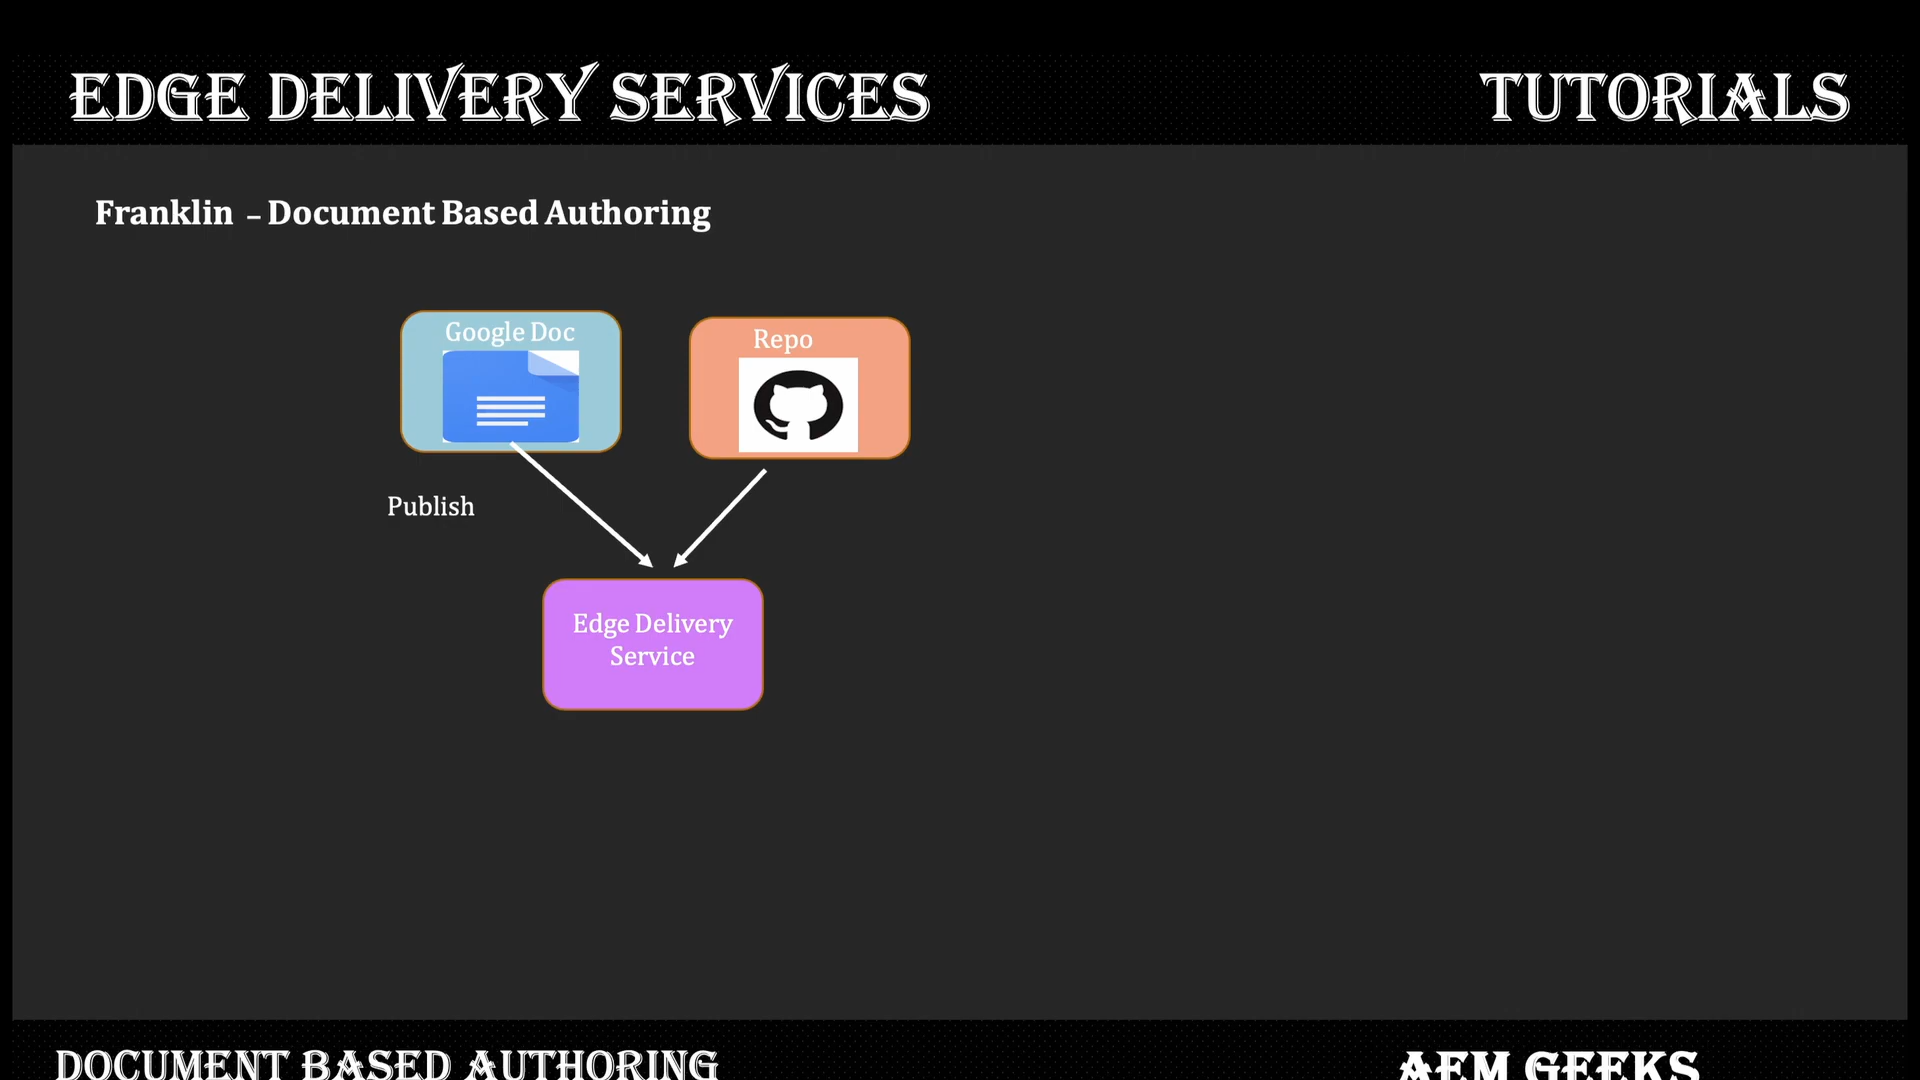 EDGE DELIVERY SERVICES
TUTORIALS
Franklin – Document Based Authoring
Google Doc
Repo
Publish
Edge Delivery
Service
DOCUMENT BASED AUTHORING
AEM GEEKS